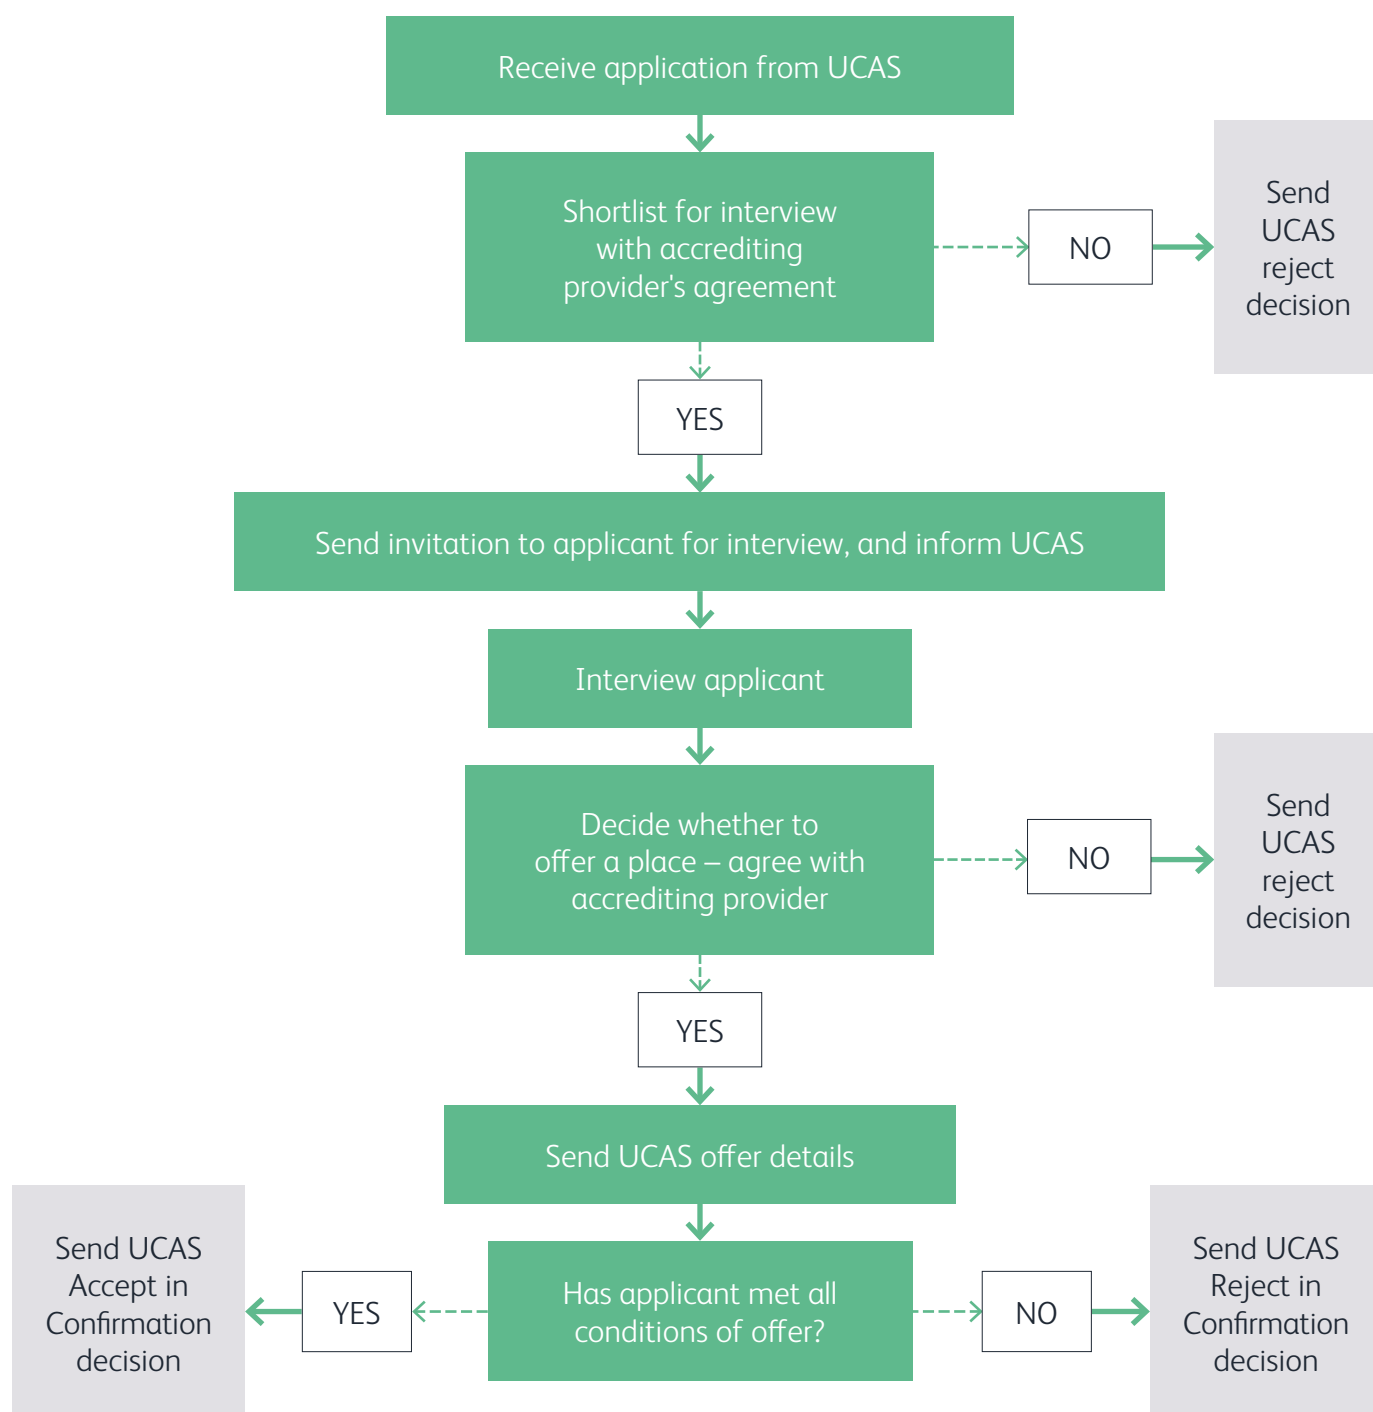 Receive application from UCAS
Shortlist for interview
with accrediting
provider's agreement
NO
Send
UCAS
reject
decision
YES
Send invitation to applicant for interview, and inform UCAS
Interview applicant
Decide whether to
offer a place – agree with
accrediting provider
NO
Send
UCAS
reject
decision
YES
Send UCAS offer details
Send UCAS
Accept in
Confirmation
decision
YES
Has applicant met all
conditions of offer?
NO
Send UCAS
Reject in
Confirmation
decision